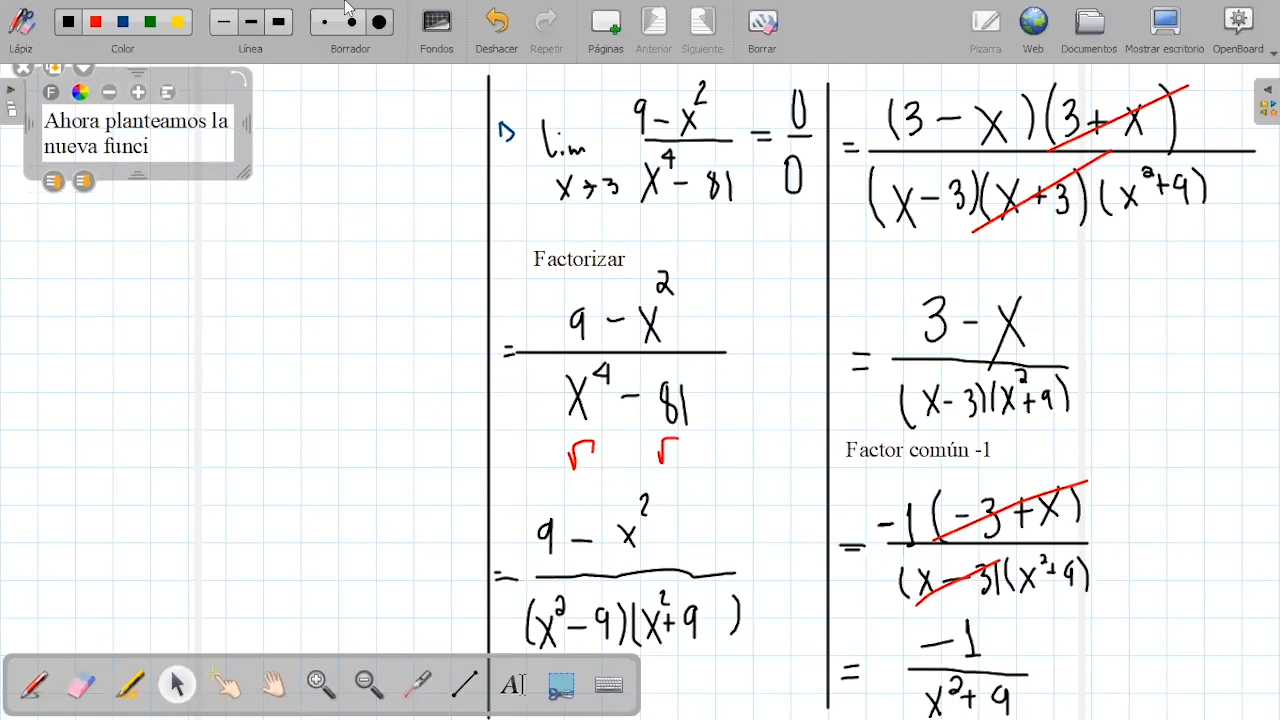 Lápiz
Color
Línea
Borrador
Fondos
Deshacer
Repetir
Páginas
Anterior
Siguiente
Borrar
Pizarra
Web
Documentos
Mostrar escritorio
OpenBoard
F
Ahora planteamos la
nueva funci
lim x→3 (9 - x²)/(x⁴ - 81) = 0/0
Factorizar
= (9 - x²)/(x⁴ - 81)
√ √
= (9 - x²)/((x² - 9)(x² + 9))
= ((3 - x)(3 + x))/((x - 3)(x + 3)(x² + 9))
= (3 - x)/((x - 3)(x² + 9))
Factor común -1
= (-1(-3 + x))/((x - 3)(x² + 9))
= -1/(x² + 9)
A